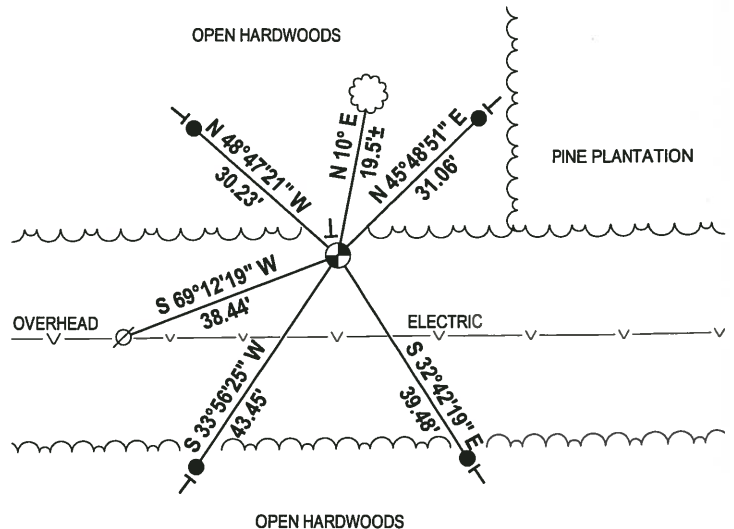 OPEN HARDWOODS
N 48°47'21" W
30.23'
N 10° E
19.5'±
N 45°48'51" E
31.06'
PINE PLANTATION
S 69°12'19" W
38.44'
OVERHEAD
ELECTRIC
S 33°56'25" W
43.45'
S 32°42'19" E
39.48'
OPEN HARDWOODS